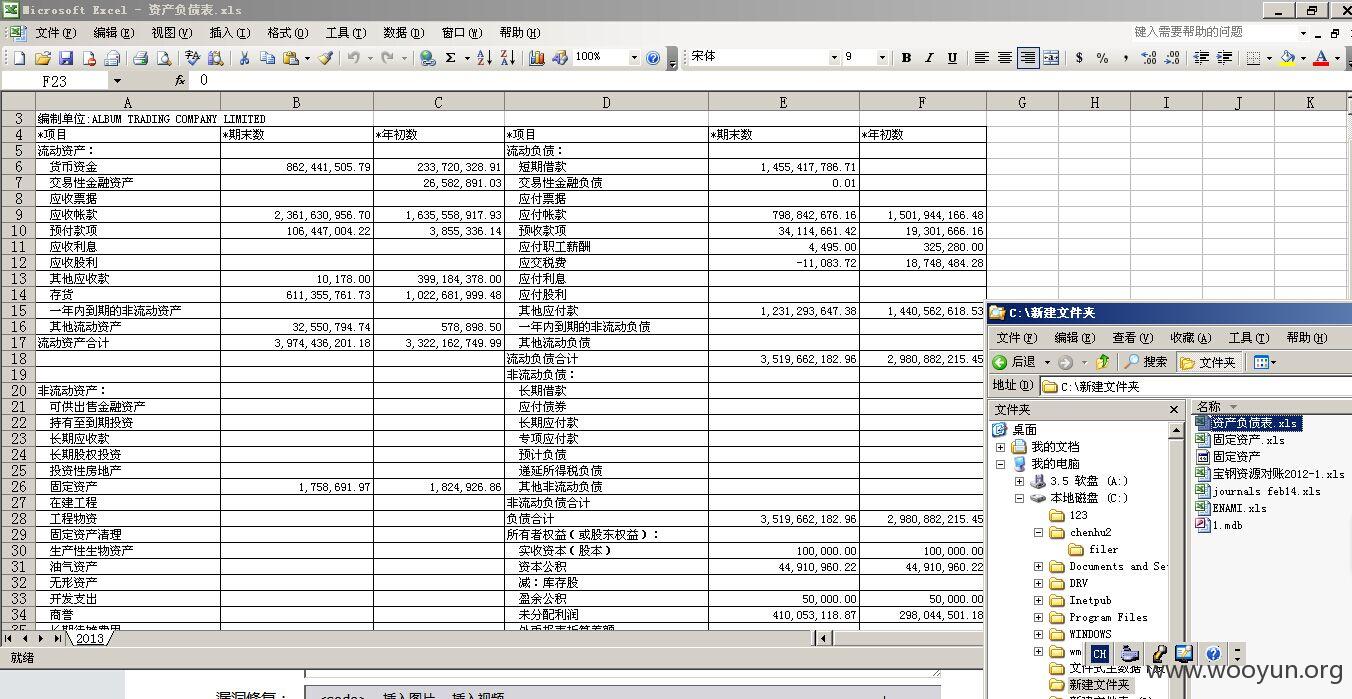 Microsoft Excel - 资产负债表.xls
文件(F) 编辑(E) 视图(V) 插入(I) 格式(O) 工具(T) 数据(D) 窗口(W) 帮助(H) 键入需要帮助的问题
100% 宋体 9 B I U $ % ,
F23 fx 0
A B C D E F G H I J K
3 编制单位:ALBUM TRADING COMPANY LIMITED
4 *项目 *期末数 *年初数 *项目 *期末数 *年初数
5 流动资产： 流动负债：
6 货币资金 862,441,505.79 233,720,328.91 短期借款 1,455,417,786.71
7 交易性金融资产 26,582,891.03 交易性金融负债 0.01
8 应收票据 应付票据
9 应收帐款 2,361,630,956.70 1,635,558,917.93 应付帐款 798,842,676.16 1,501,944,166.48
10 预付款项 106,447,004.22 3,855,336.14 预收款项 34,114,661.42 19,301,666.16
11 应收利息 应付职工薪酬 4,495.00 325,280.00
12 应收股利 应交税费 -11,083.72 18,748,484.28
13 其他应收款 10,178.00 399,184,378.00 应付利息
14 存货 611,355,761.73 1,022,681,999.48 应付股利
15 一年内到期的非流动资产 其他应付款 1,231,293,647.38 1,440,562,618.53
16 其他流动资产 32,550,794.74 578,898.50 一年内到期的非流动负债
17 流动资产合计 3,974,436,201.18 3,322,162,749.99 其他流动负债
18 流动负债合计 3,519,662,182.96 2,980,882,215.45
19 非流动负债：
20 非流动资产： 长期借款
21 可供出售金融资产 应付债券
22 持有至到期投资 长期应付款
23 长期应收款 专项应付款
24 长期股权投资 预计负债
25 投资性房地产 递延所得税负债
26 固定资产 1,758,691.97 1,824,926.86 其他非流动负债
27 在建工程 非流动负债合计
28 工程物资 负债合计 3,519,662,182.96 2,980,882,215.45
29 固定资产清理 所有者权益（或股东权益）：
30 生产性生物资产 实收资本（股本） 100,000.00 100,000.00
31 油气资产 资本公积 44,910,960.22 44,910,960.22
32 无形资产 减：库存股
33 开发支出 盈余公积 50,000.00 50,000.00
34 商誉 未分配利润 410,053,118.87 298,044,501.18
35 长期待摊费用 外币报表折算差额
2013
就绪
C:\新建文件夹
文件(F) 编辑(E) 查看(V) 收藏(A) 工具(T) 帮助(H)
后退 搜索 文件夹
地址(D) C:\新建文件夹
文件夹 名称
桌面
我的文档
我的电脑
3.5 软盘 (A:)
本地磁盘 (C:)
123
chenhu2
filer
Documents and Se
DRV
Inetpub
Program Files
WINDOWS
wm
新建文件夹
资产负债表.xls
固定资产.xls
固定资产
宝钢资源对账2012-1.xls
journals feb14.xls
ENAMI.xls
1.mdb
CH
www.wooyun.org
漏洞修复： <code> 插入图片 插入视频